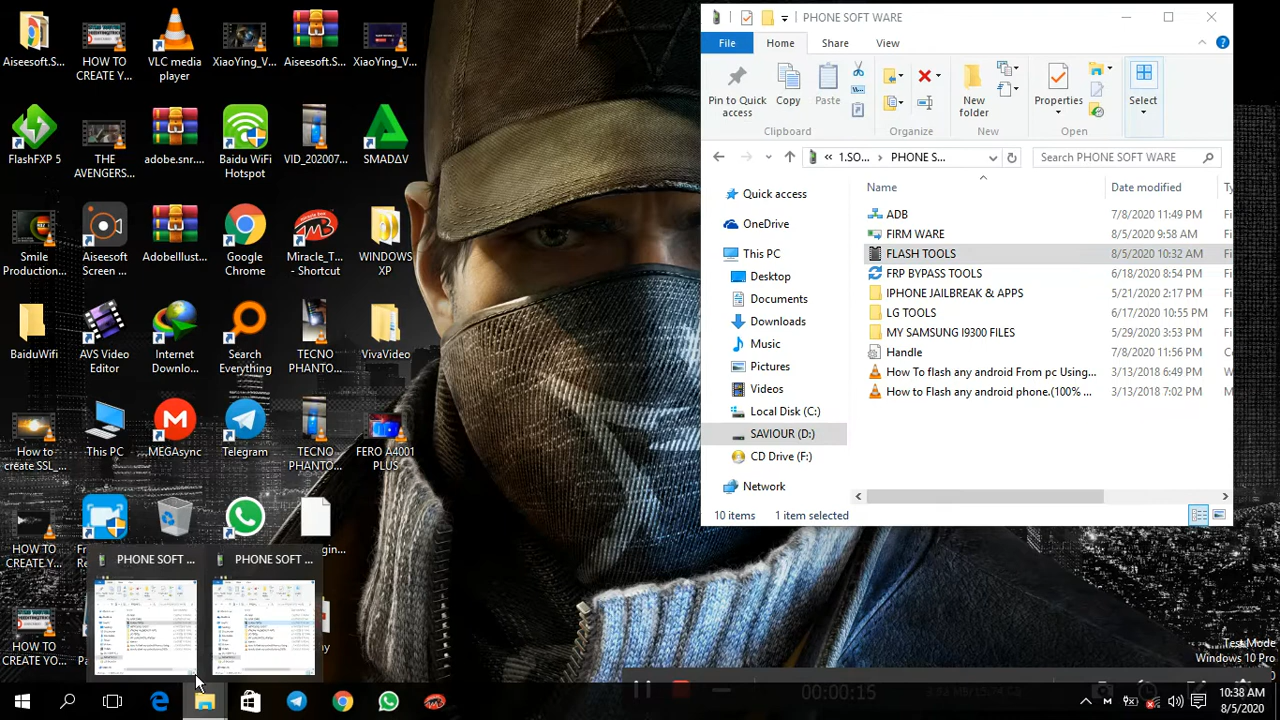 PHONE SOFT WARE
File Home Share View
Pin to Quick access
Copy
Paste
New folder
Properties
Select
Clipboard Organize New Open
1.SO... PHONE S...
Search PHONE SOFT WARE
Name Date modified
Quick access
OneDrive
This PC
Desktop
Documents
Downloads
Music
Pictures
Videos
Local Disk (C:)
SAVIOUR (D:)
CD Drive (F:)
Network
ADB 7/8/2020 11:49 PM Fi
FIRM WARE 8/5/2020 9:58 AM Fi
FLASH TOOLS 8/5/2020 10:32 AM Fi
FRP BYPASS TOOLS 6/18/2020 8:54 PM Fi
IPHONE JAILBREAK & APPS 5/21/2020 5:17 PM Fi
LG TOOLS 6/17/2020 10:55 PM Fi
MY SAMSUNG I9300 FILES 5/29/2020 3:53 PM Fi
Handle 7/8/2020 11:56 PM
How To flash any android From pc Using... 3/13/2018 6:49 PM
How to Flash any android phone.(100% ... 3/13/2018 7:02 PM
10 items 1 item selected
Aiseesoft.S...
HOW TO CREATE Y...
VLC media player
XiaoYing_V...
Aiseesoft.S...
XiaoYing_V...
FlashFXP 5
THE AVENGERS...
adobe.snr....
Baidu WiFi Hotspot
VID_202007...
SMADΔV
Simle Production...
Aiseesoft Screen ...
AdobeIllust...
Google Chrome
Miracle_T... - Shortcut
WINDOWS XP
BaiduWifi
AVS Video Editor
Internet Downlo...
Search Everything
TECNO PHANTO...
VivaVideo
How to create SSL_...
This PC
MEGAsync
Telegram
TECNO PHANTO...
FERO A4001 PLUS
HOW TO CREATE Y...
PHONE SOFT ... PHONE SOFT ...
HOW TO CREATE YO...
00:00:15
Windows 10 Pro
10:38 AM
8/5/2020